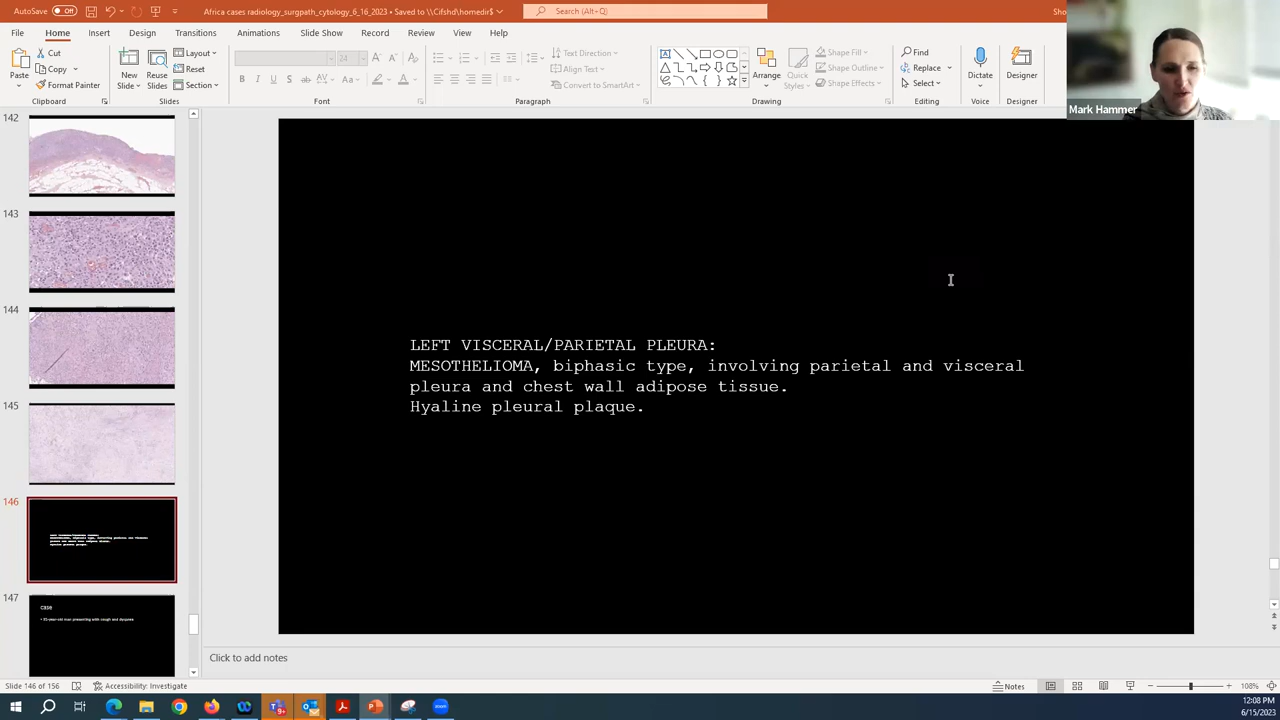 AutoSave
Off
Africa cases radiology_surgpath_cytology_6_16_2023 • Saved to \\Cifshd\homedir$
Search (Alt+Q)
Sho
File
Home
Insert
Design
Transitions
Animations
Slide Show
Record
Review
View
Help
Paste
Cut
Copy
Format Painter
Clipboard
New
Slide
Reuse
Slides
Layout
Reset
Section
Slides
24
Font
Text Direction
Align Text
Convert to SmartArt
Paragraph
Arrange
Quick
Styles
Shape Fill
Shape Outline
Shape Effects
Drawing
Find
Replace
Select
Editing
Dictate
Voice
Designer
Designer
Mark Hammer
142
143
144
145
146
147
case
LEFT VISCERAL/PARIETAL PLEURA:
MESOTHELIOMA, biphasic type, involving parietal and visceral
pleura and chest wall adipose tissue.
Hyaline pleural plaque.
Click to add notes
Slide 146 of 156
Accessibility: Investigate
Notes
108%
zoom
12:08 PM
6/15/2023